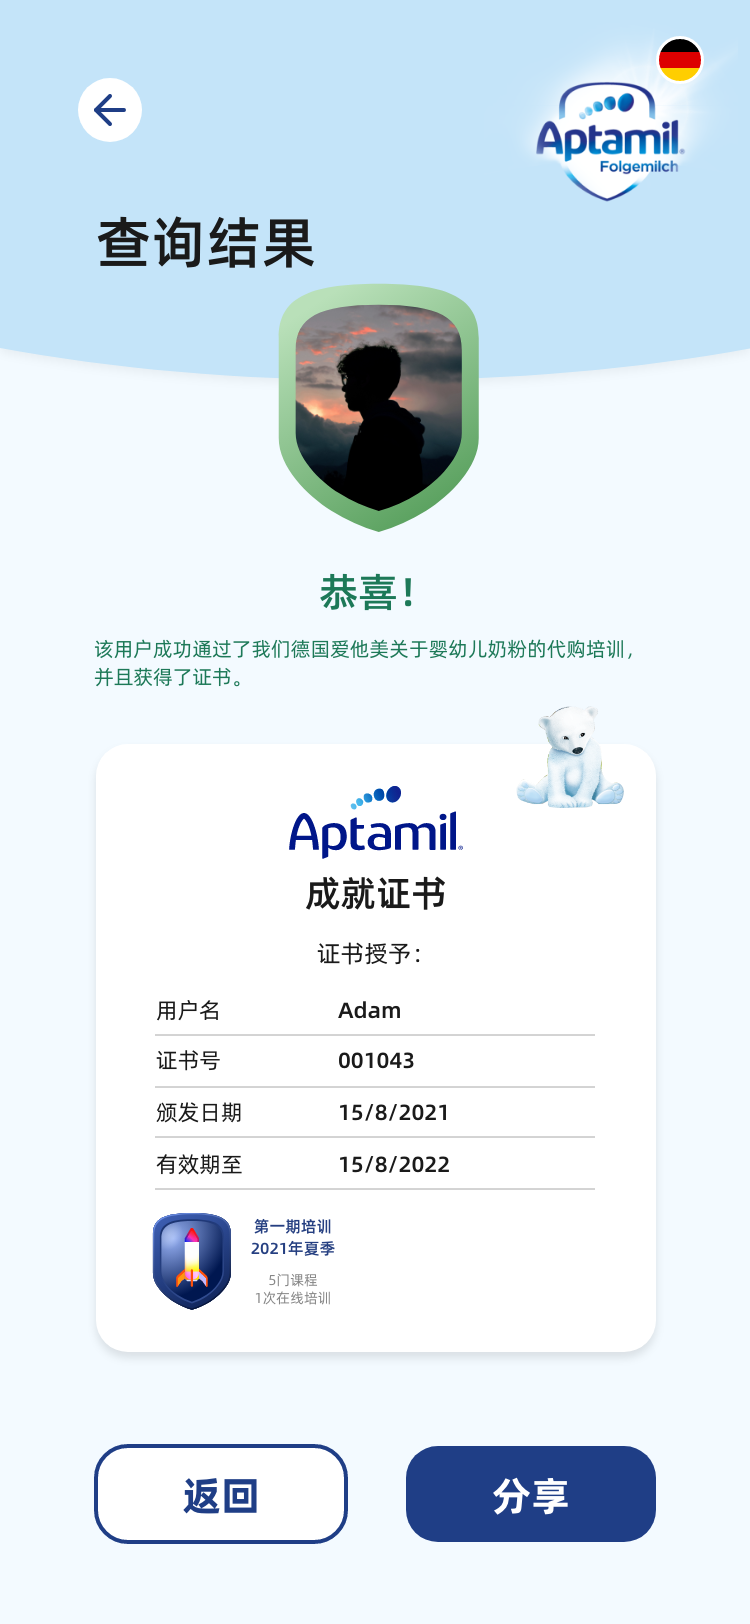 Aptamil
Folgemilch
查询结果
恭喜！
该用户成功通过了我们德国爱他美关于婴幼儿奶粉的代购培训，
并且获得了证书。
Aptamil®
成就证书
证书授予：
用户名 Adam
证书号 001043
颁发日期 15/8/2021
有效期至 15/8/2022
第一期培训
2021年夏季
5门课程
1次在线培训
返回 分享